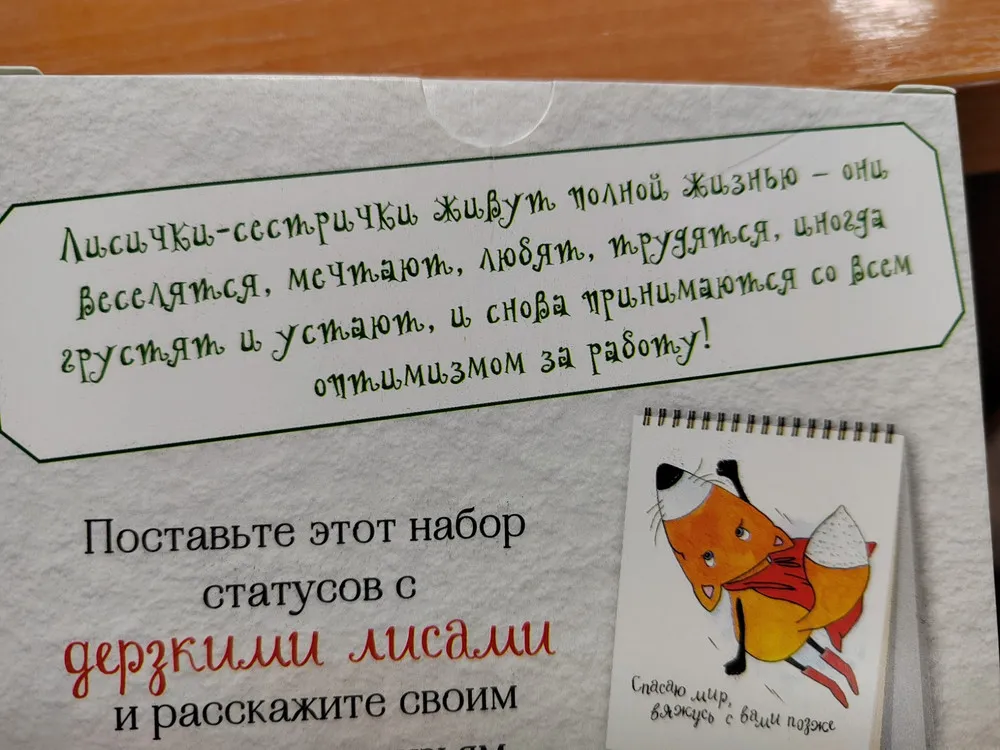 Лисички-сестрички живут полной жизнью – они
веселятся, мечтают, любят, трудятся, иногда
грустят и устают, и снова принимаются со всем
оптимизмом за работу!
Поставьте этот набор
статусов с
дерзкими лисами
и расскажите своим
Спасаю мир,
вяжусь с вами позже